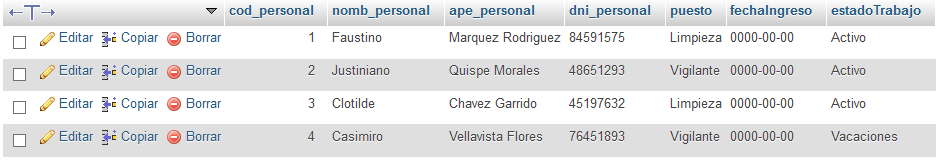 cod_personal nomb_personal ape_personal dni_personal puesto fechaIngreso estadoTrabajo
Editar Copiar Borrar 1 Faustino Marquez Rodriguez 84591575 Limpieza 0000-00-00 Activo
Editar Copiar Borrar 2 Justiniano Quispe Morales 48651293 Vigilante 0000-00-00 Activo
Editar Copiar Borrar 3 Clotilde Chavez Garrido 45197632 Limpieza 0000-00-00 Activo
Editar Copiar Borrar 4 Casimiro Vellavista Flores 76451893 Vigilante 0000-00-00 Vacaciones